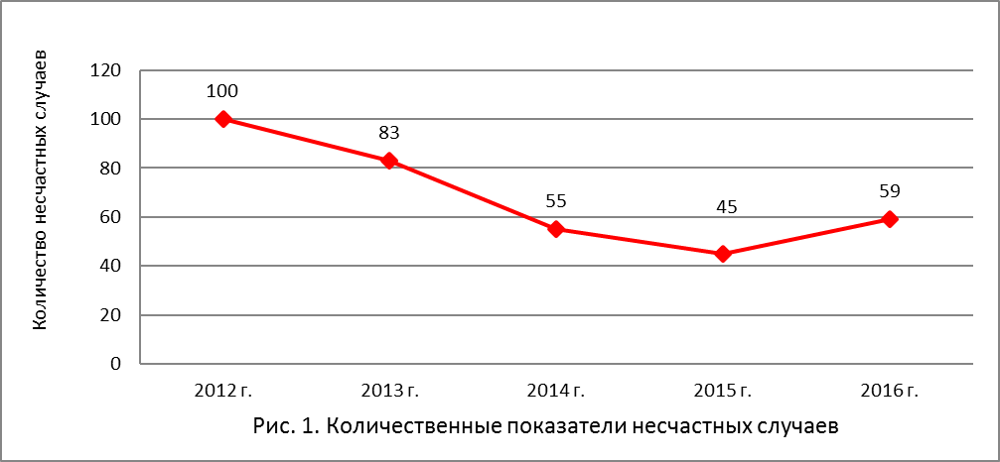 Количество несчастных случаев
120
100
80
60
40
20
0
100
83
55
45
59
2012 г.
2013 г.
2014 г.
2015 г.
2016 г.
Рис. 1. Количественные показатели несчастных случаев